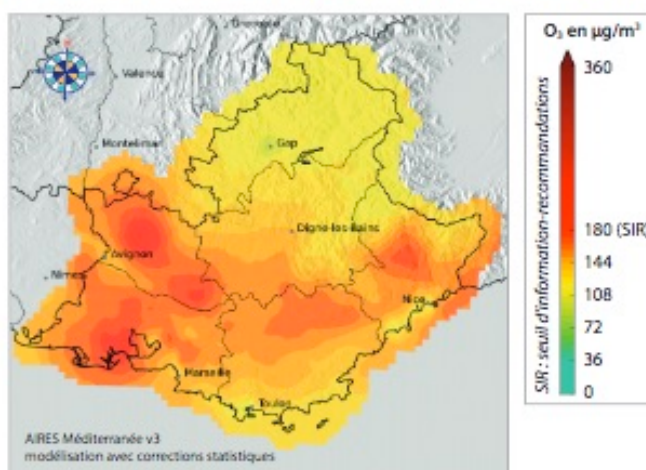 Grenoble
Valence
Montélimar
Gap
Digne-les-Bains
Avignon
Nîmes
Nice
Marseille
Toulon
AIRES Méditerranée v3
modélisation avec corrections statistiques
O₃ en µg/m³
360
180 (SIR)
144
108
72
36
0
SIR : seuil d'information-recommandations